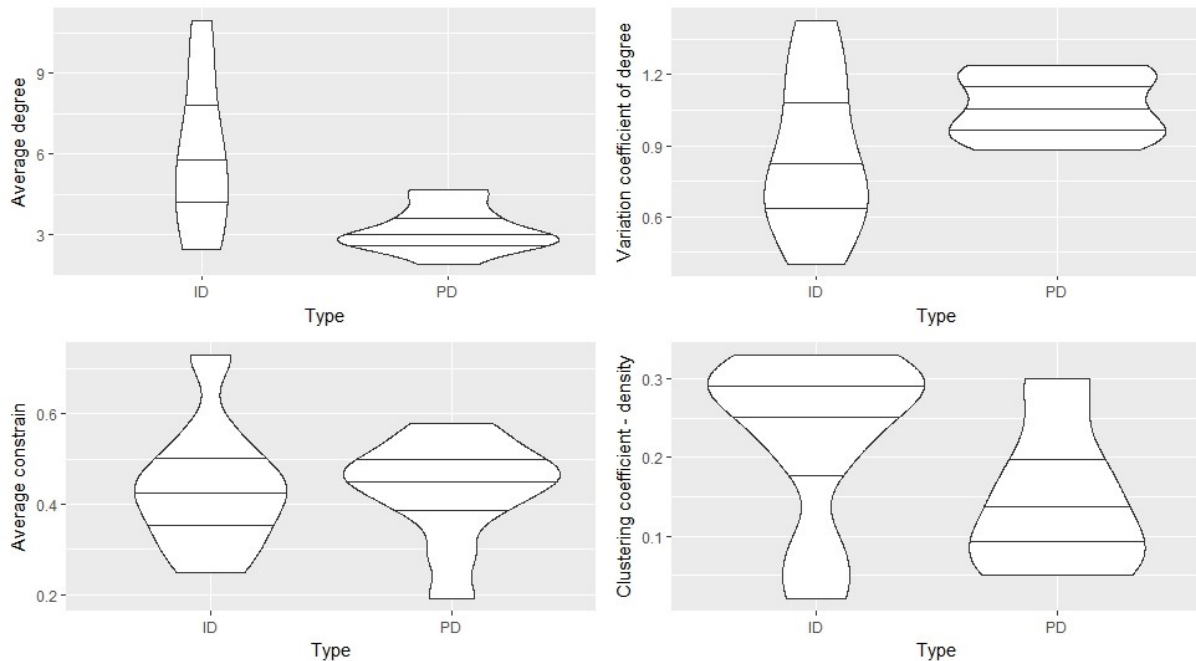 Average degree
9
6
3
ID
PD
Type
Variation coefficient of degree
1.2
0.9
0.6
ID
PD
Type
Average constrain
0.6
0.4
0.2
ID
PD
Type
Clustering coefficient - density
0.3
0.2
0.1
ID
PD
Type